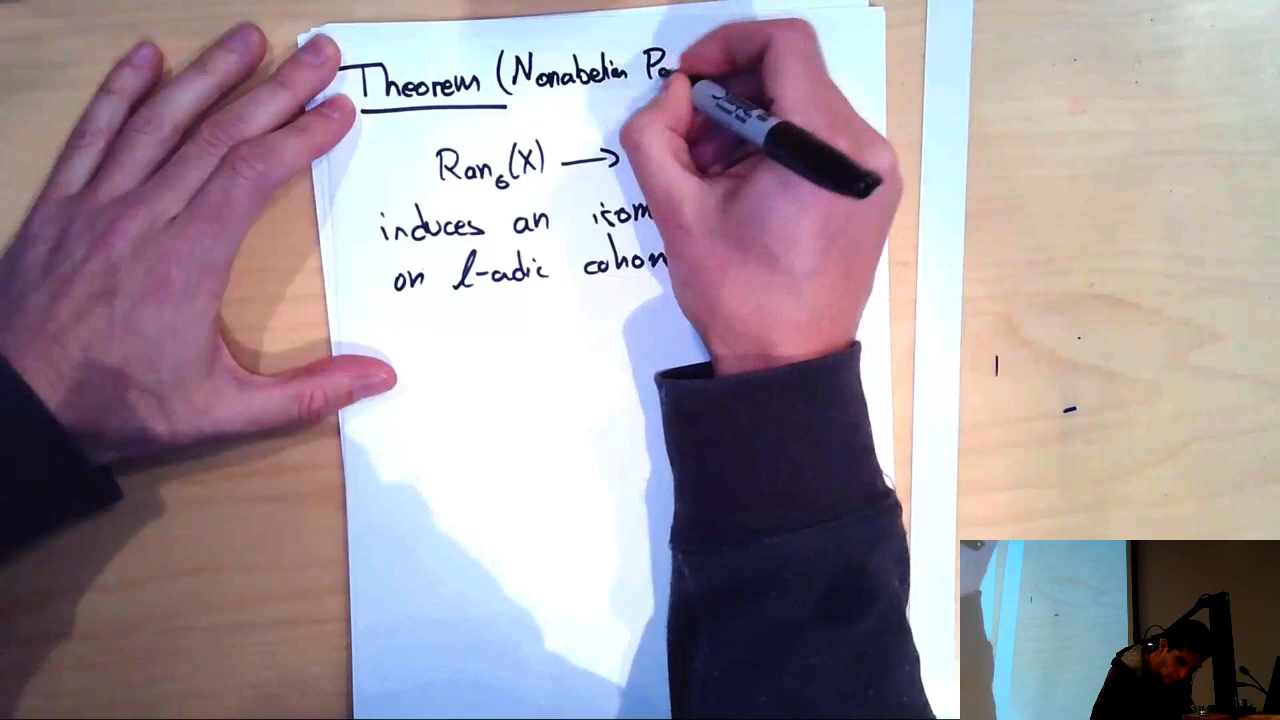 Theorem (Nonabelian Po
Ran_G(X) ⟶
induces an isom
on ℓ-adic cohom